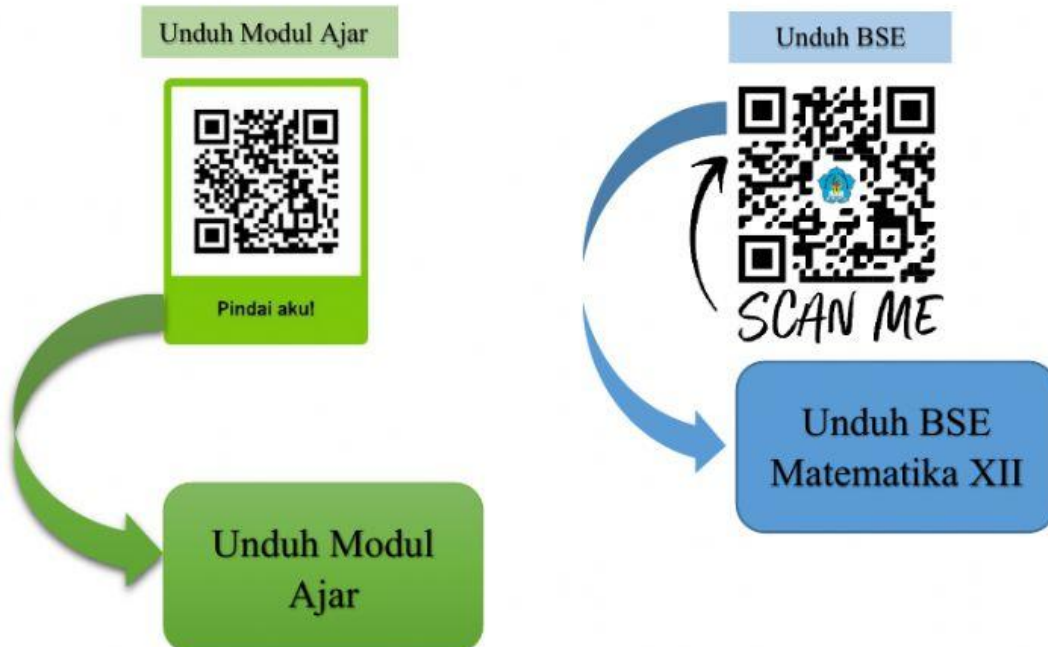 Unduh Modul Ajar
Pindai aku!
Unduh Modul
Ajar
Unduh BSE
SCAN ME
Unduh BSE
Matematika XII